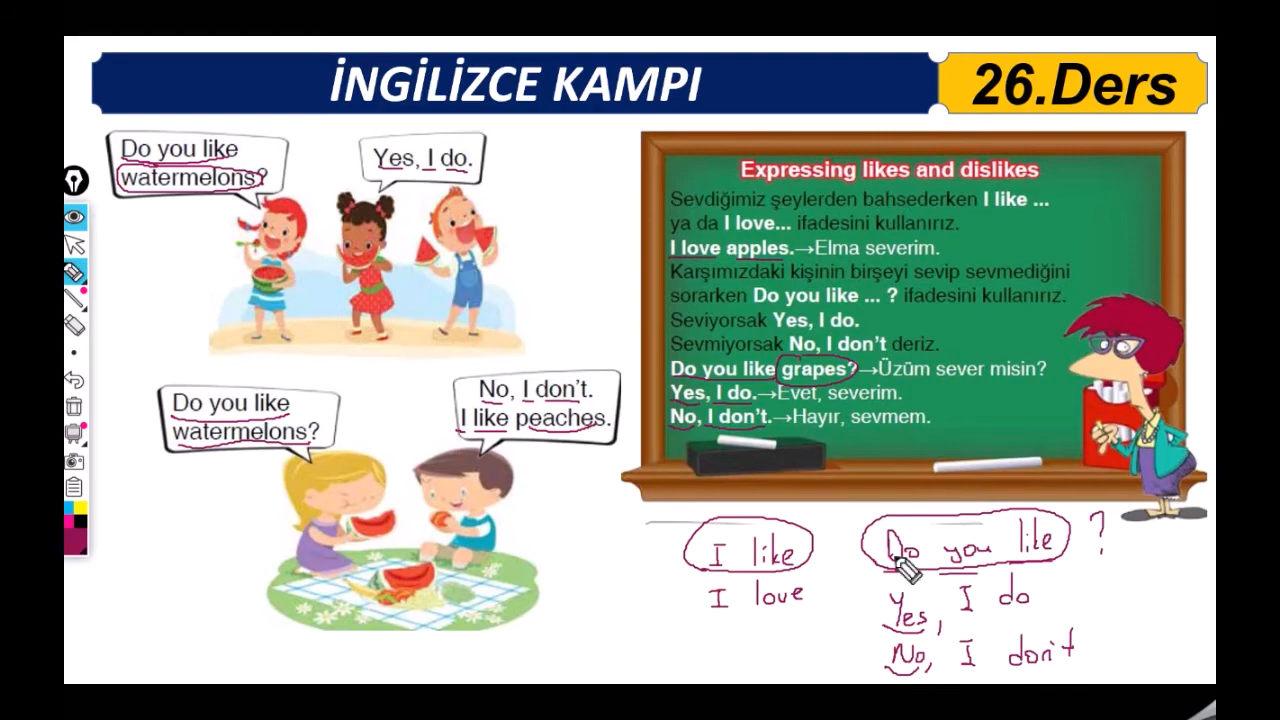 İNGİLİZCE KAMPI
26.Ders
Do you like
watermelons?
Yes, I do.
Do you like
watermelons?
No, I don't.
I like peaches.
Expressing likes and dislikes
Sevdiğimiz şeylerden bahsederken I like ...
ya da I love... ifadesini kullanırız.
I love apples.→Elma severim.
Karşımızdaki kişinin birşeyi sevip sevmediğini
sorarken Do you like ... ? ifadesini kullanırız.
Seviyorsak Yes, I do.
Sevmiyorsak No, I don't deriz.
Do you like grapes?→Üzüm sever misin?
Yes, I do.→Evet, severim.
No, I don't.→Hayır, sevmem.
I like
I love
Do you like ?
Yes, I do
No, I don't